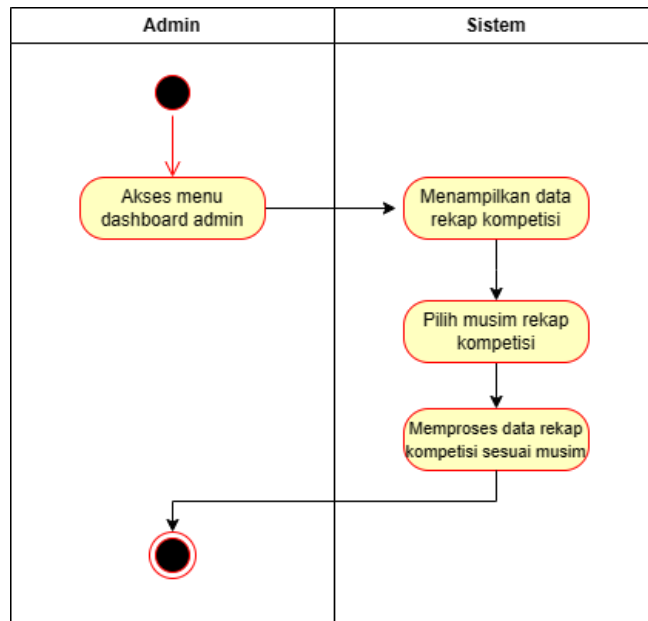 Admin
Sistem
Akses menu
dashboard admin
Menampilkan data
rekap kompetisi
Pilih musim rekap
kompetisi
Memproses data rekap
kompetisi sesuai musim